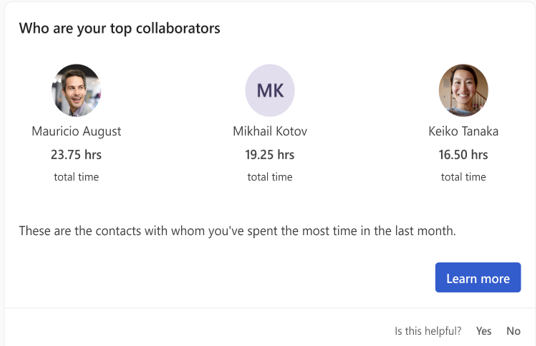 Who are your top collaborators
MK
Mauricio August
Mikhail Kotov
Keiko Tanaka
23.75 hrs
19.25 hrs
16.50 hrs
total time
total time
total time
These are the contacts with whom you've spent the most time in the last month.
Learn more
Is this helpful? Yes No